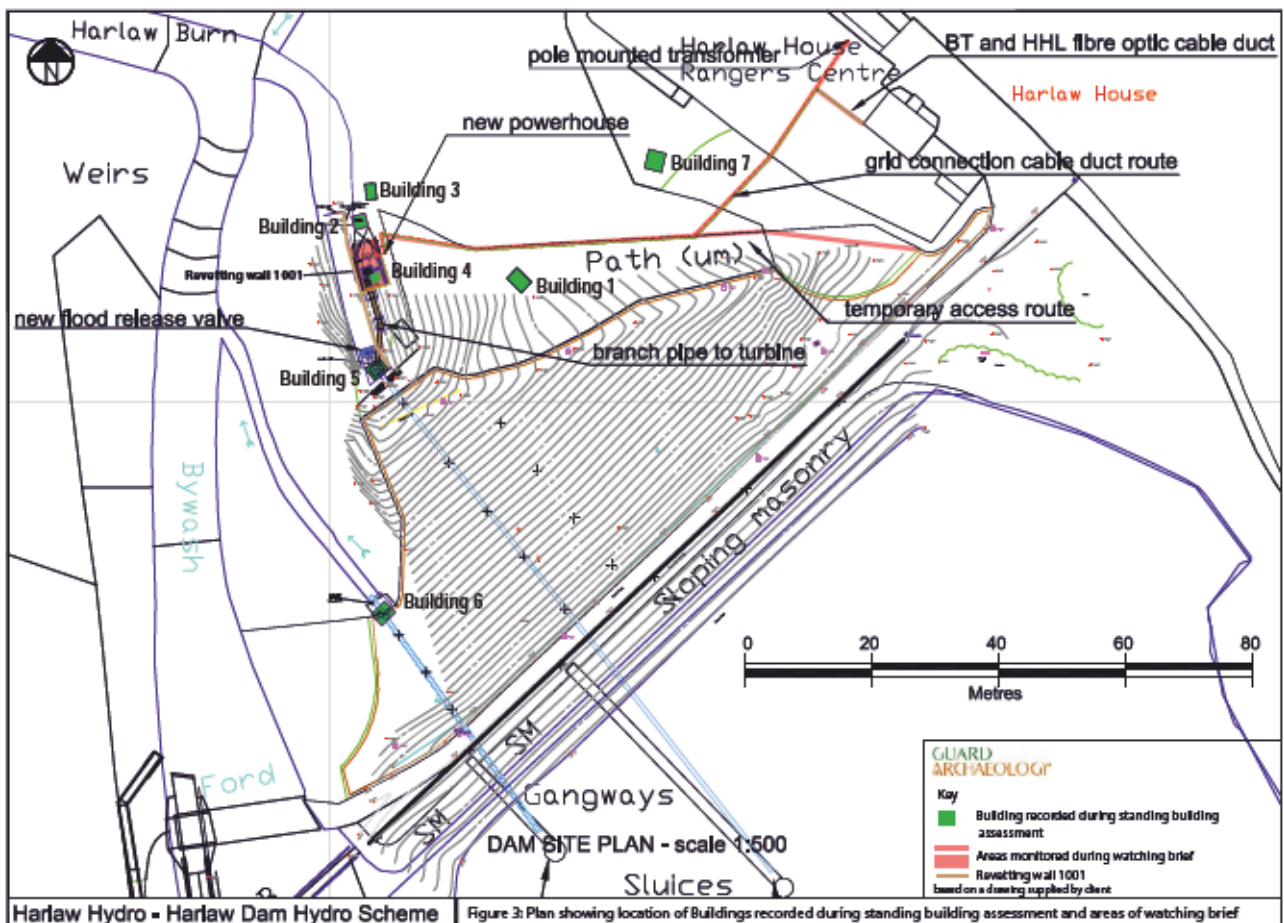 Harlaw Burn
N
pole mounted transformer
Harlaw House
Rangers Centre
BT and HHL fibre optic cable duct
Harlaw House
new powerhouse
Weirs
Building 7
grid connection cable duct route
Building 3
Building 2
Revetting wall 1001
Building 4
Path (um)
Building 1
new flood release valve
temporary access route
branch pipe to turbine
Building 5
Bywash
Sloping masonry
Building 6
0 20 40 60 80
Metres
SM
SM
Ford
Gangways
DAM SITE PLAN - scale 1:500
Sluices
GUARD
ARCHAEOLOGY
Key
Building recorded during standing building
assessment
Areas monitored during watching brief
Revetting wall 1001
based on a drawing supplied by client
Harlaw Hydro - Harlaw Dam Hydro Scheme
Figure 3: Plan showing location of Buildings recorded during standing building assessment and areas of watching brief